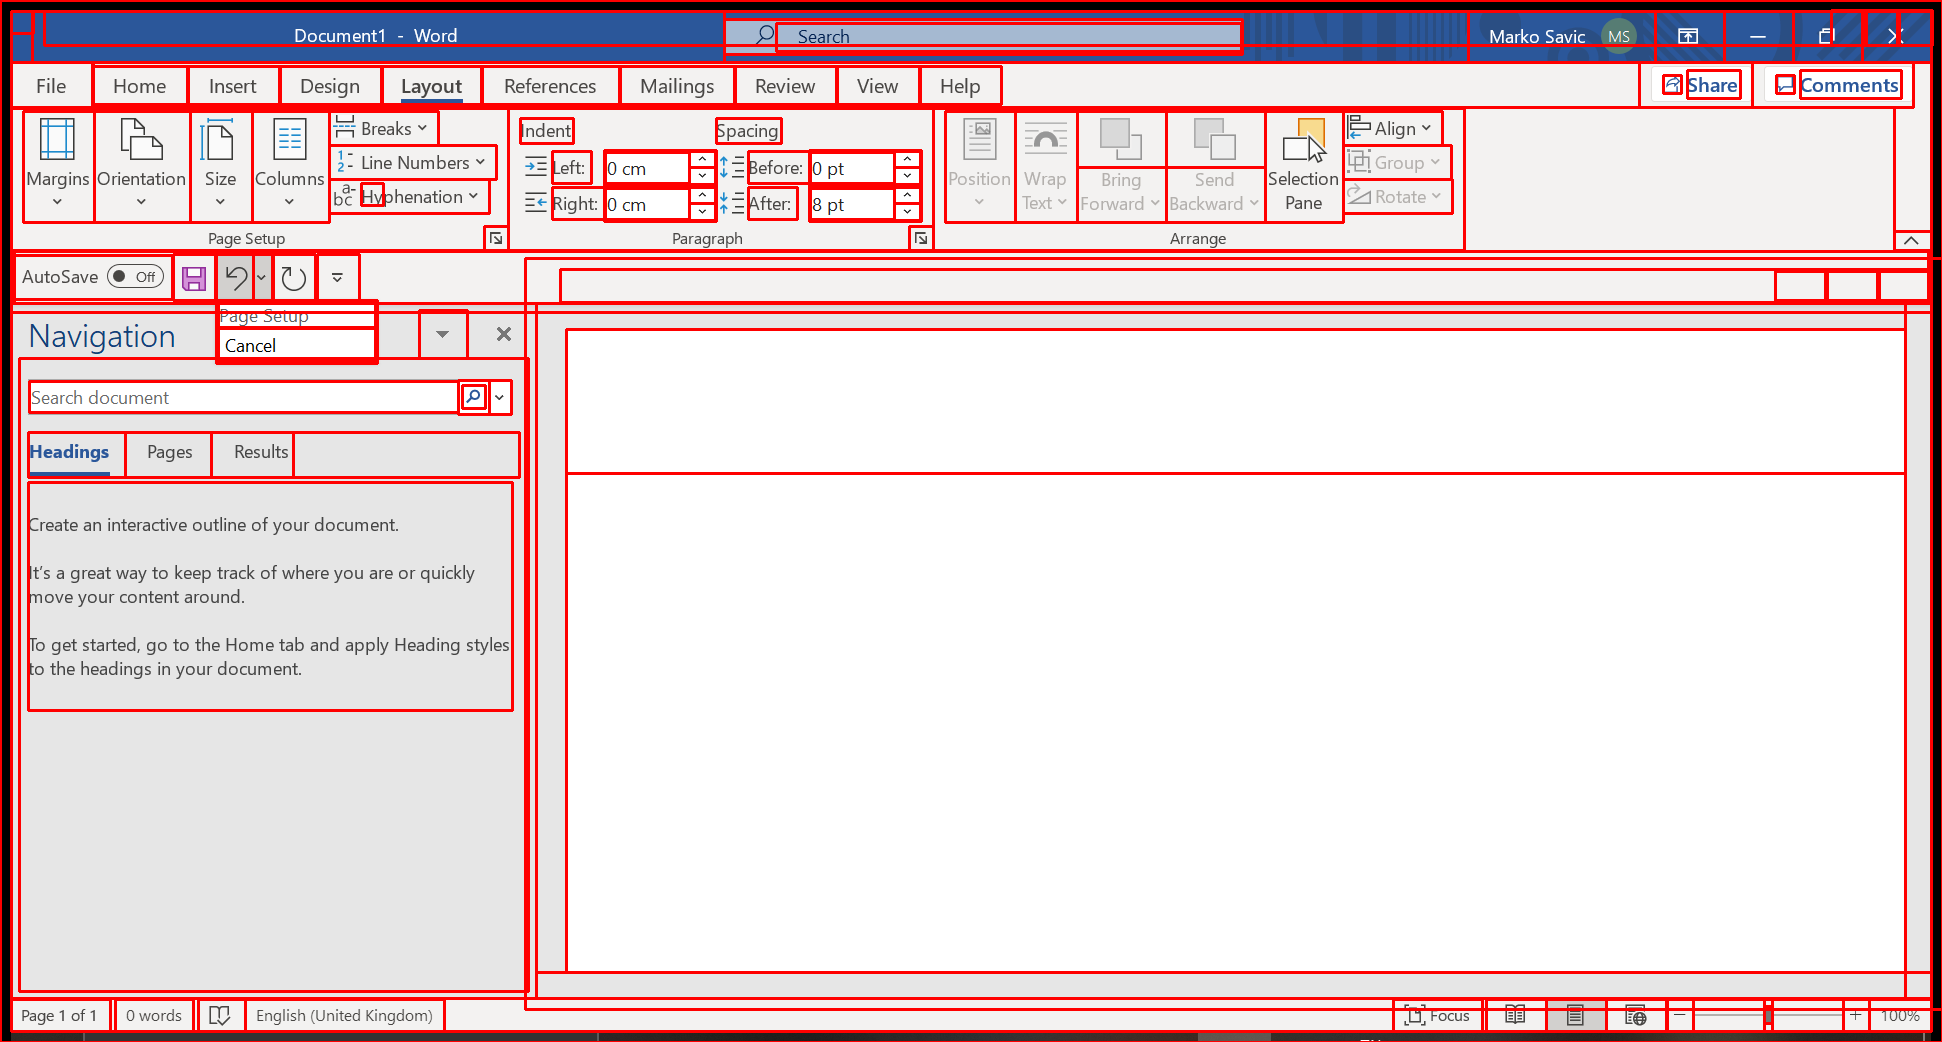 Document1 - Word
Search
Marko Savic MS
File Home Insert Design Layout References Mailings Review View Help Share Comments
Margins
Orientation
Size
Columns
Breaks
Line Numbers
Hyphenation
Page Setup
Indent
Left: 0 cm
Right: 0 cm
Spacing
Before: 0 pt
After: 8 pt
Paragraph
Position
Wrap
Text
Bring
Forward
Send
Backward
Selection
Pane
Align
Group
Rotate
Arrange
AutoSave Off
Page Setup
Cancel
Navigation
Search document
Headings Pages Results
Create an interactive outline of your document.
It's a great way to keep track of where you are or quickly
move your content around.
To get started, go to the Home tab and apply Heading styles
to the headings in your document.
Page 1 of 1 0 words English (United Kingdom) Focus 100%